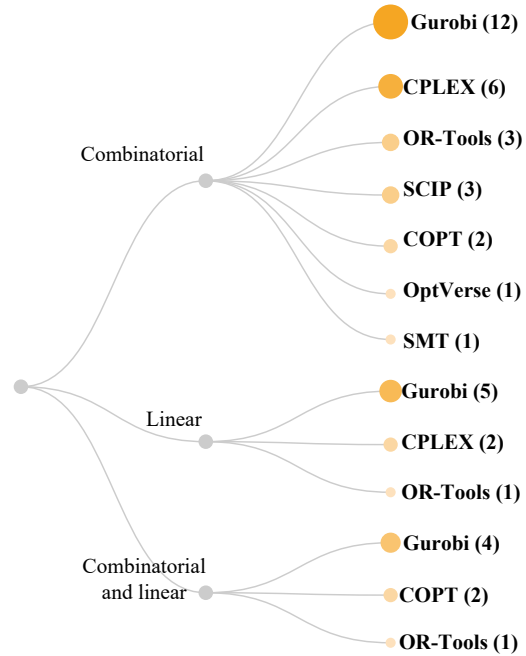 Combinatorial
Gurobi (12)
CPLEX (6)
OR-Tools (3)
SCIP (3)
COPT (2)
OptVerse (1)
SMT (1)
Linear
Gurobi (5)
CPLEX (2)
OR-Tools (1)
Combinatorial
and linear
Gurobi (4)
COPT (2)
OR-Tools (1)